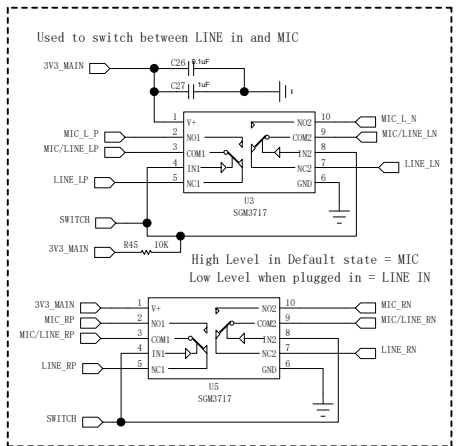 Used to switch between LINE in and MIC
3V3_MAIN
C26 0.1uF
C27 1uF
1 V+ NO2 10 MIC_L_N
MIC_L_P 2 NO1 COM2 9 MIC/LINE_LN
MIC/LINE_LP 3 COM1 IN2 8
4 IN1 NC2 7 LINE_LN
LINE_LP 5 NC1 GND 6
U3
SWITCH SGM3717
3V3_MAIN R45 10K
High Level in Default state = MIC
Low Level when plugged in = LINE IN
3V3_MAIN 1 V+ NO2 10 MIC_RN
MIC_RP 2 NO1 COM2 9 MIC/LINE_RN
MIC/LINE_RP 3 COM1 IN2 8
4 IN1 NC2 7 LINE_RN
LINE_RP 5 NC1 GND 6
U5
SGM3717
SWITCH